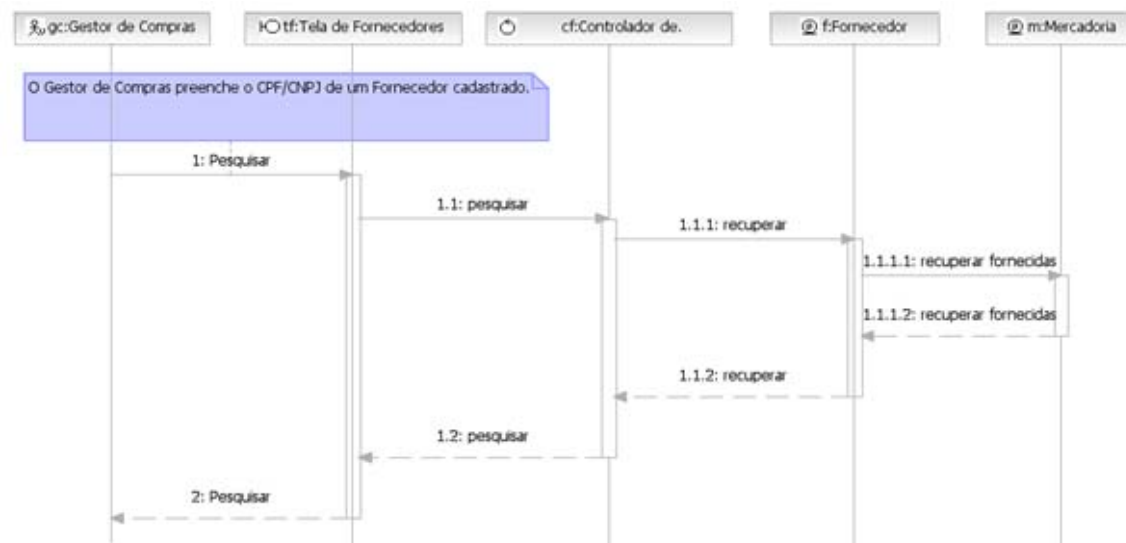 gc:Gestor de Compras
tf:Tela de Fornecedores
cf:Controlador de.
f:Fornecedor
m:Mercadoria
O Gestor de Compras preenche o CPF/CNPJ de um Fornecedor cadastrado.
1: Pesquisar
1.1: pesquisar
1.1.1: recuperar
1.1.1.1: recuperar fornecidas
1.1.1.2: recuperar fornecidas
1.1.2: recuperar
1.2: pesquisar
2: Pesquisar